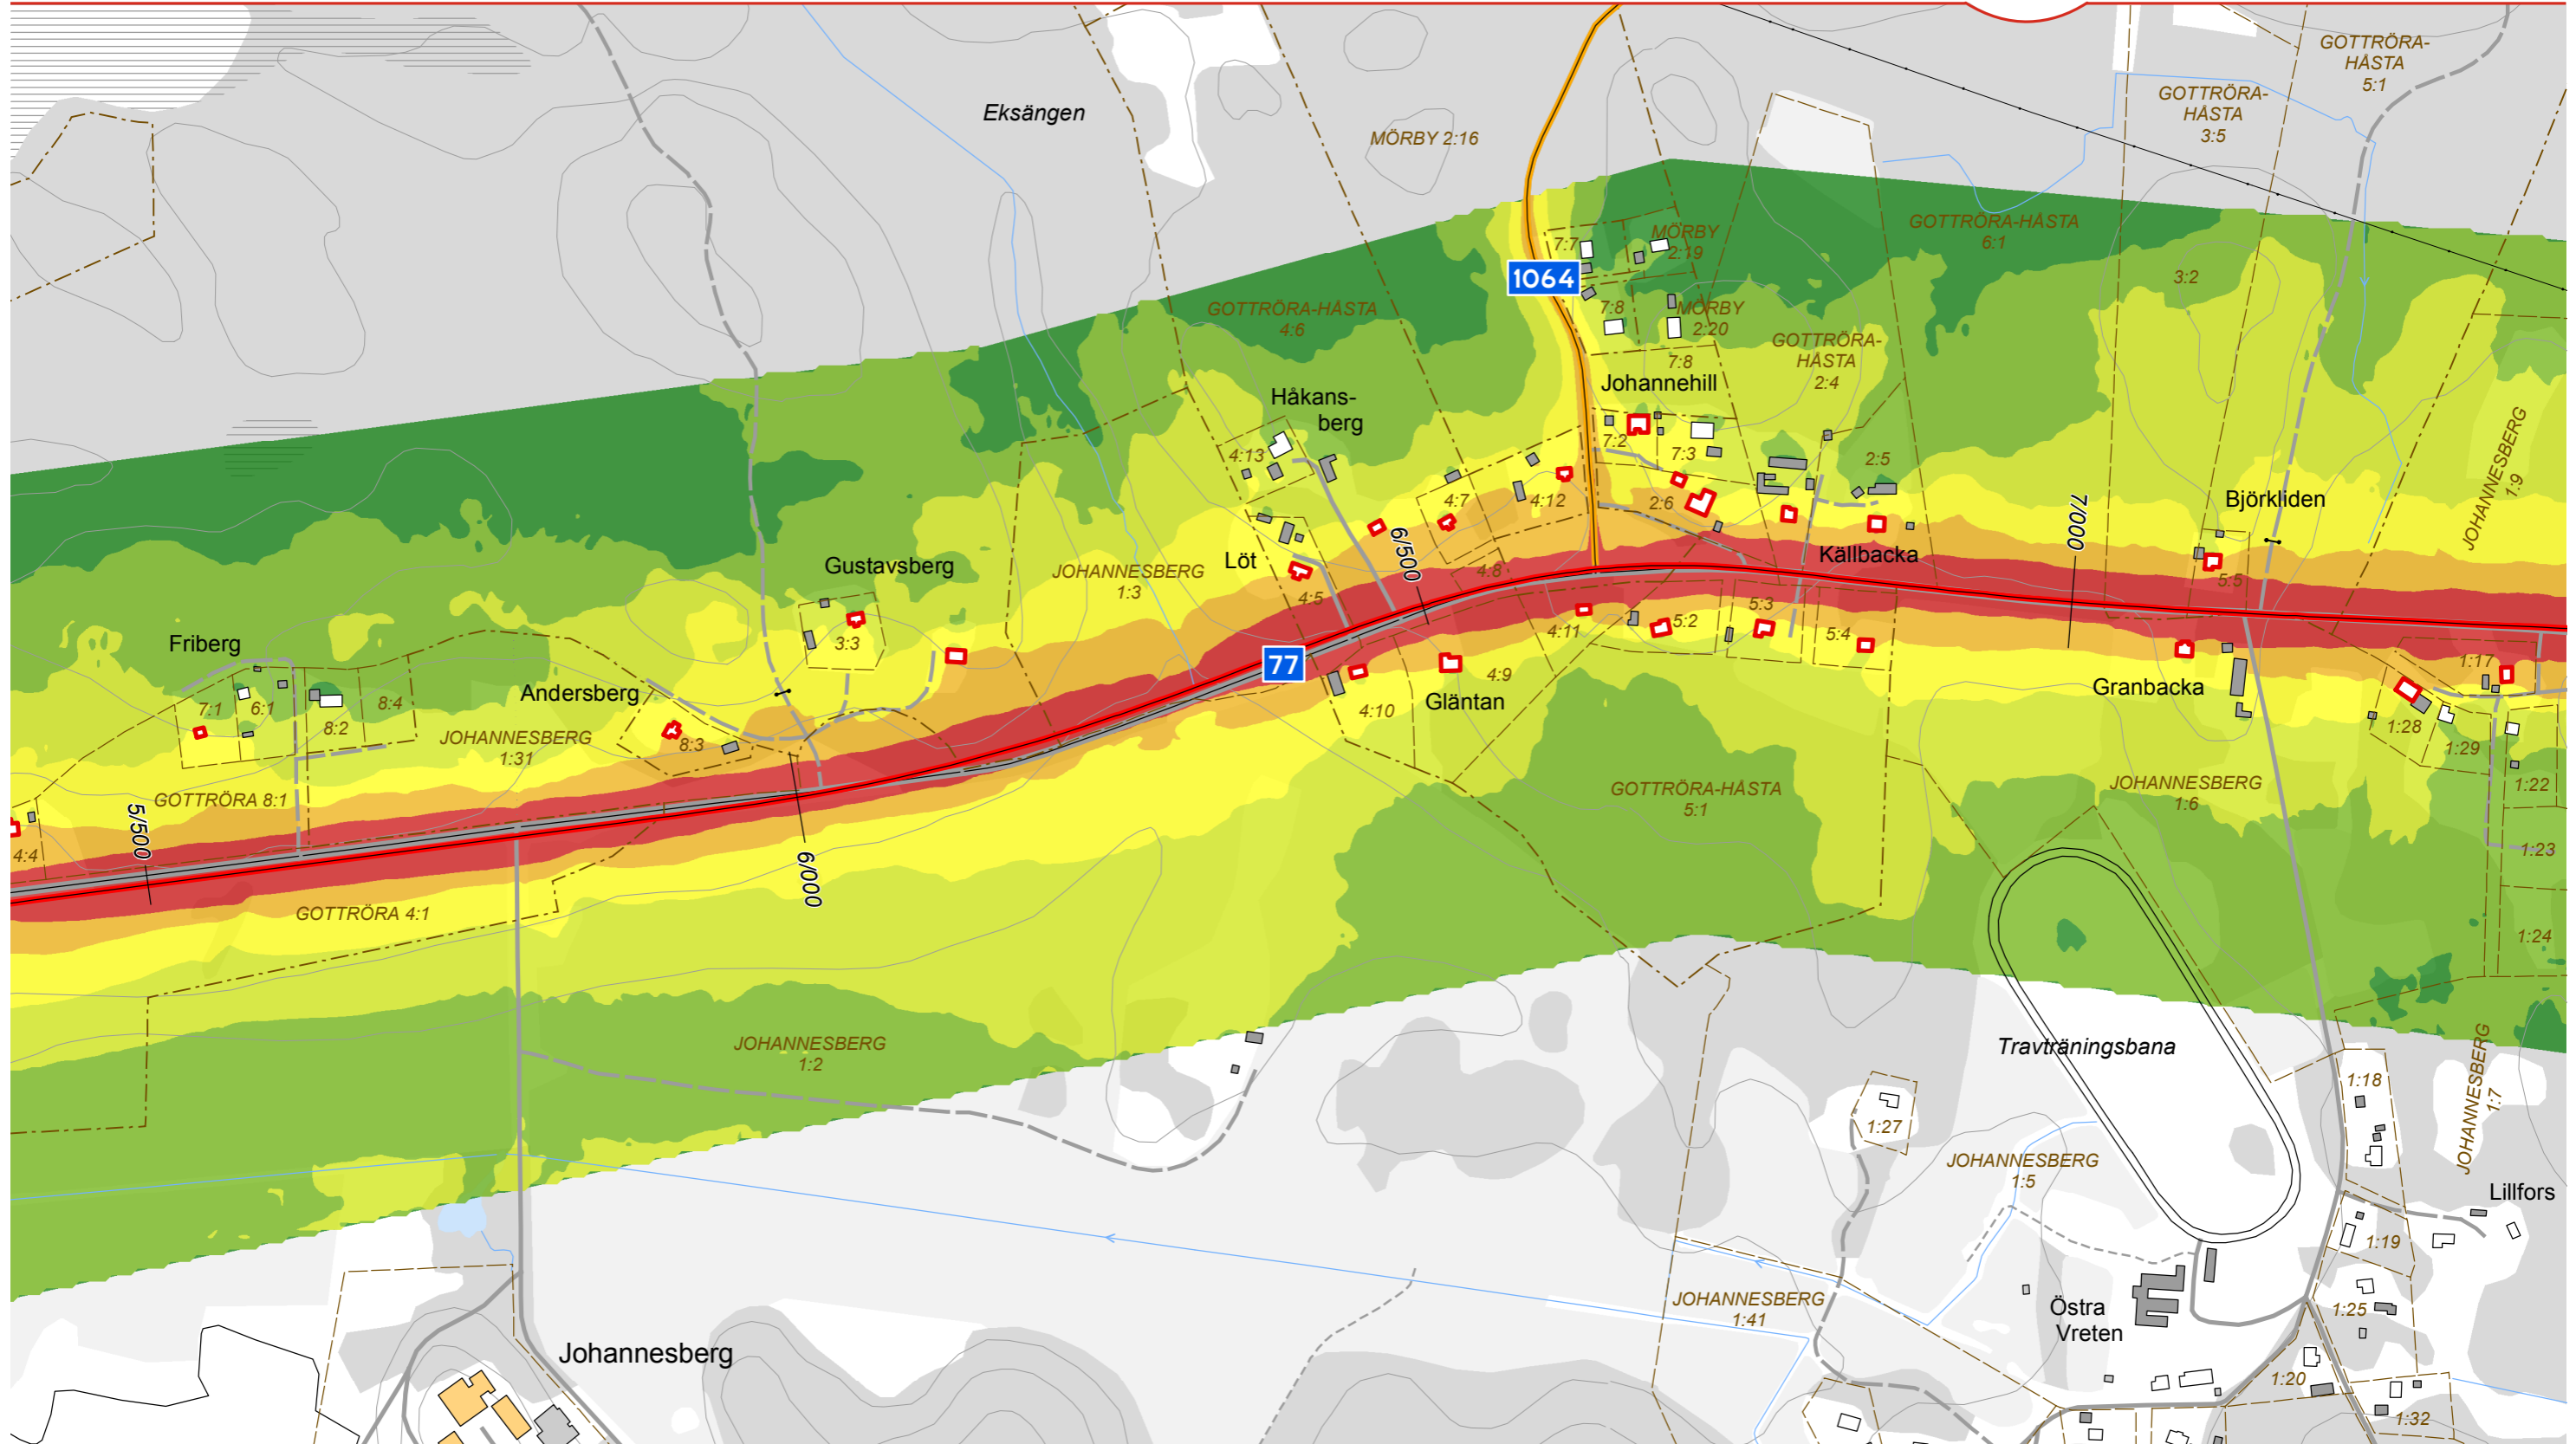 GOTTRÖRA-
HÅSTA
5:1
GOTTRÖRA-
HÅSTA
3:5
Eksängen
MÖRBY 2:16
GOTTRÖRA-HÅSTA
6:1
7:7
MÖRBY
2:19
1064
3:2
GOTTRÖRA-HÅSTA
4:6
7:8
MÖRBY
2:20
GOTTRÖRA-
HÅSTA
2:4
7:8
Johannehill
Håkans-
berg
7:2
7:3
4:13
2:5
JOHANNESBERG
1:9
4:7
4:12
2:6
Björkliden
7/000
6/500
Källbacka
Löt
Gustavsberg
JOHANNESBERG
1:3
4:8
5:5
4:5
5:3
5:2
4:11
5:4
Friberg
3:3
77
4:9
1:17
Andersberg
Granbacka
Gläntan
7:1
6:1
8:2
8:4
4:10
1:28
8:3
JOHANNESBERG
1:31
1:29
GOTTRÖRA-HÅSTA
5:1
JOHANNESBERG
1:6
1:22
GOTTRÖRA 8:1
5/500
4:4
1:23
6/000
GOTTRÖRA 4:1
1:24
JOHANNESBERG
1:2
Travträningsbana
1:18
JOHANNESBERG
1:7
1:27
JOHANNESBERG
1:5
Lillfors
1:19
JOHANNESBERG
1:41
Östra
Vreten
1:25
Johannesberg
1:20
1:32